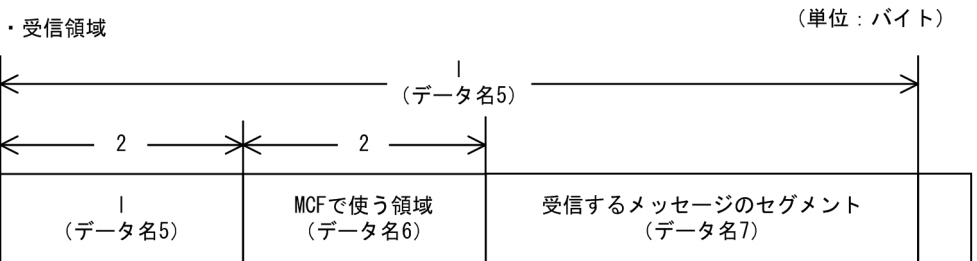 (単位:バイト)
・受信領域
l
(データ名5)
2
2
l
(データ名5)
MCFで使う領域
(データ名6)
受信するメッセージのセグメント
(データ名7)